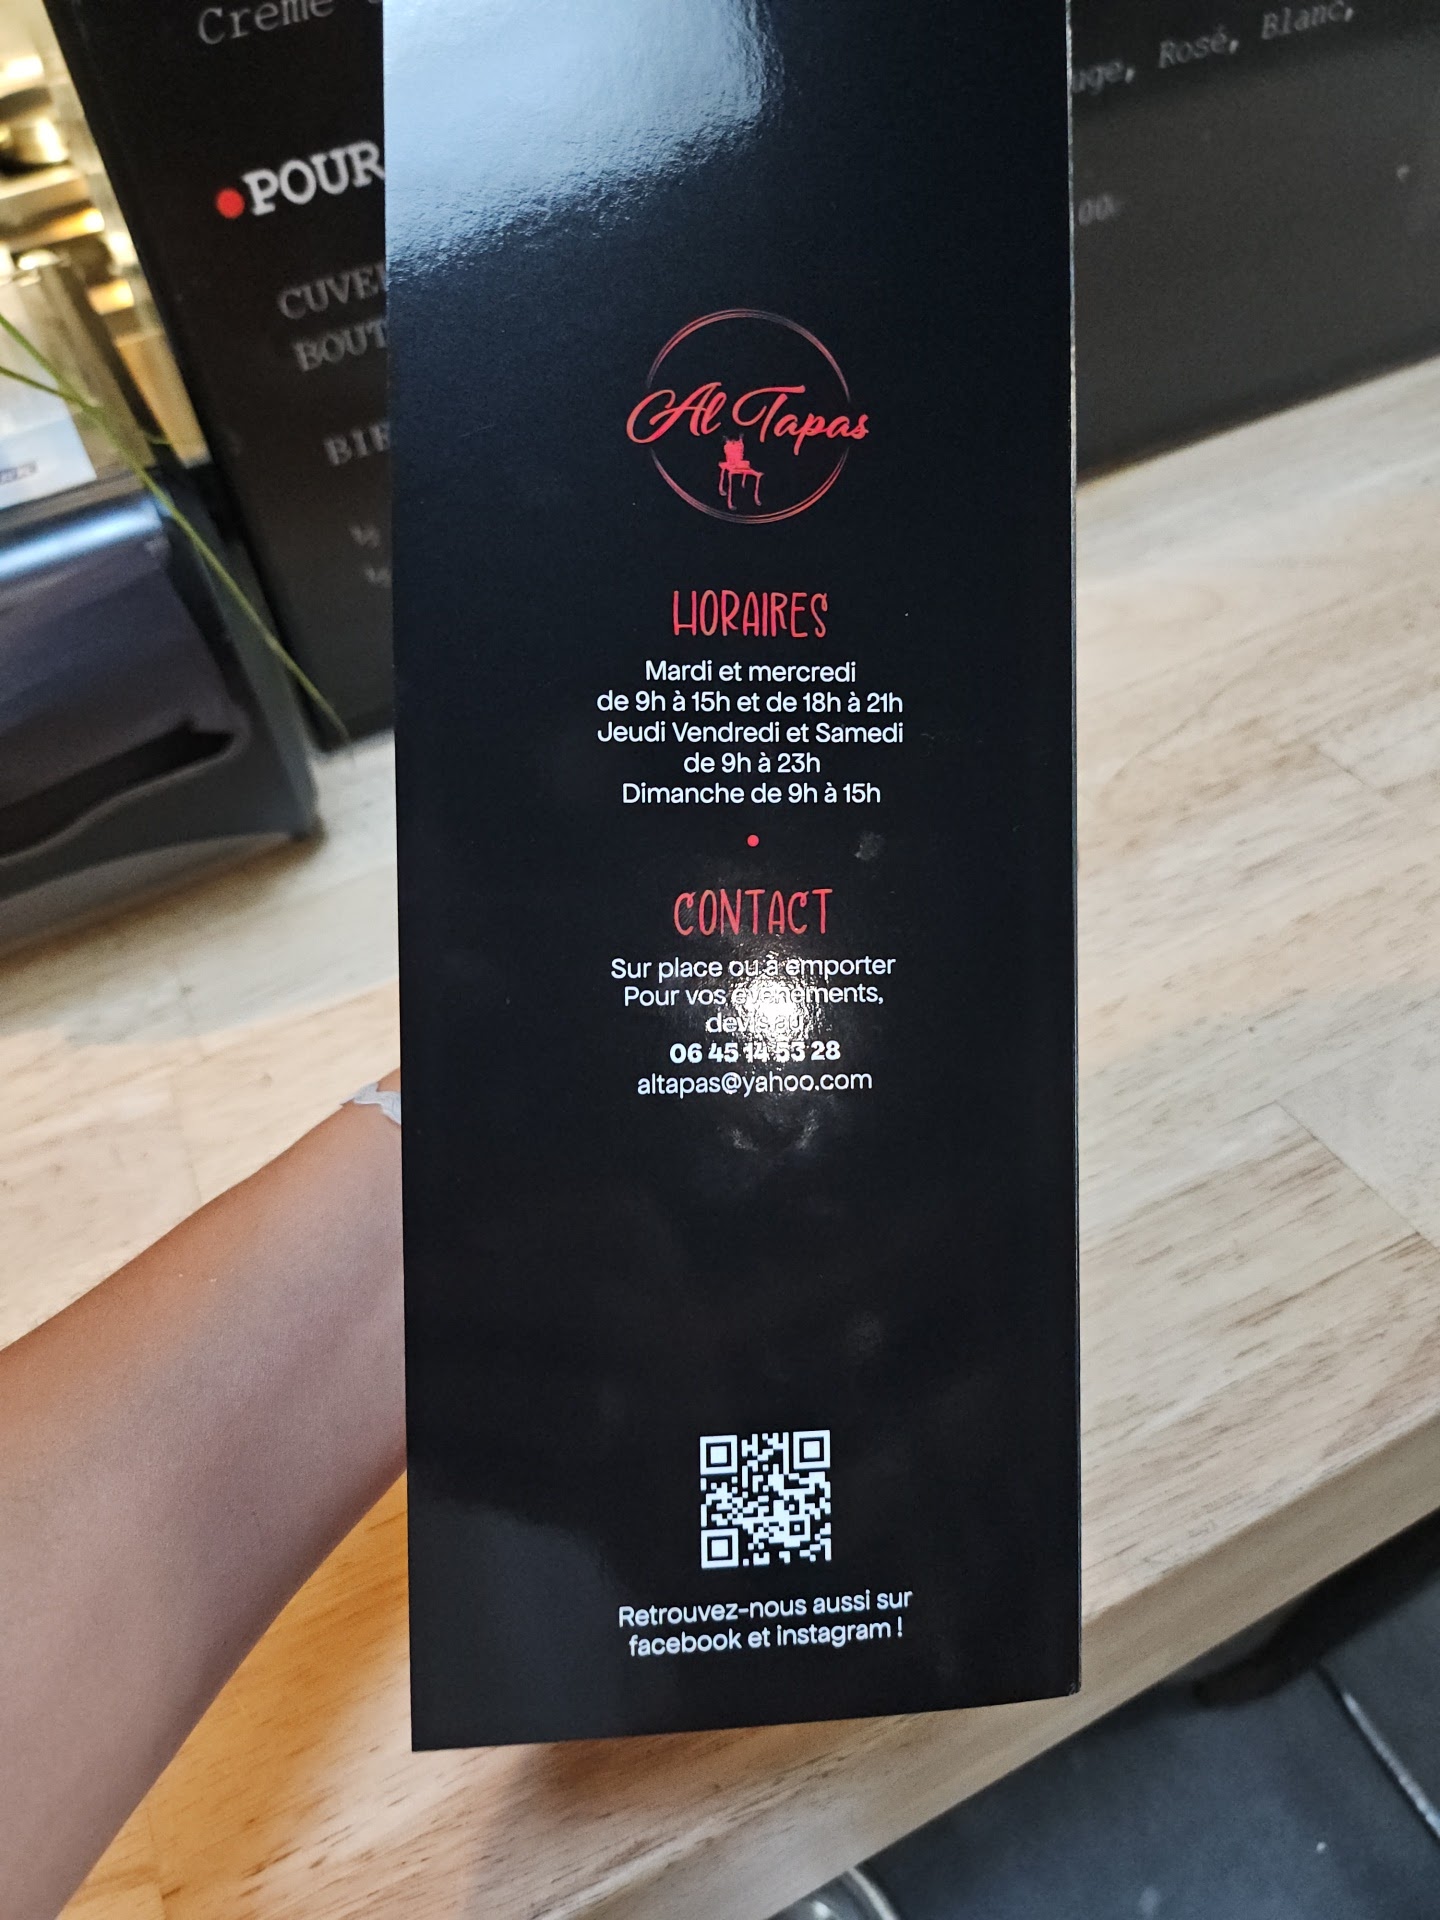 Creme
●POUR
BOUT
Rosé, Blanc,
Al Tapas
HORAIRES
Mardi et mercredi
de 9h à 15h et de 18h à 21h
Jeudi Vendredi et Samedi
de 9h à 23h
Dimanche de 9h à 15h
CONTACT
Sur place ou à emporter
Pour vos événements,
devis au
06 45 14 53 28
altapas@yahoo.com
Retrouvez-nous aussi sur
facebook et instagram !